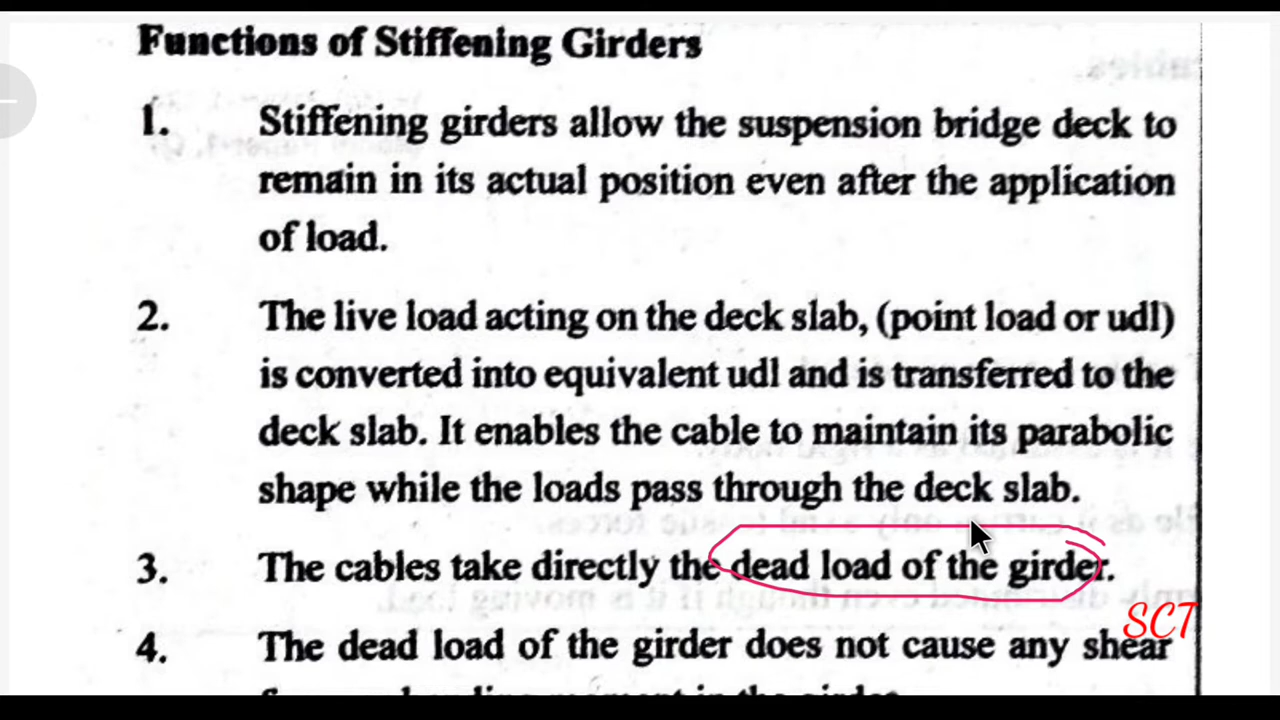 Functions of Stiffening Girders
1. Stiffening girders allow the suspension bridge deck to
remain in its actual position even after the application
of load.
2. The live load acting on the deck slab, (point load or udl)
is converted into equivalent udl and is transferred to the
deck slab. It enables the cable to maintain its parabolic
shape while the loads pass through the deck slab.
3. The cables take directly the dead load of the girder.
SCT
4. The dead load of the girder does not cause any shear
in the girder